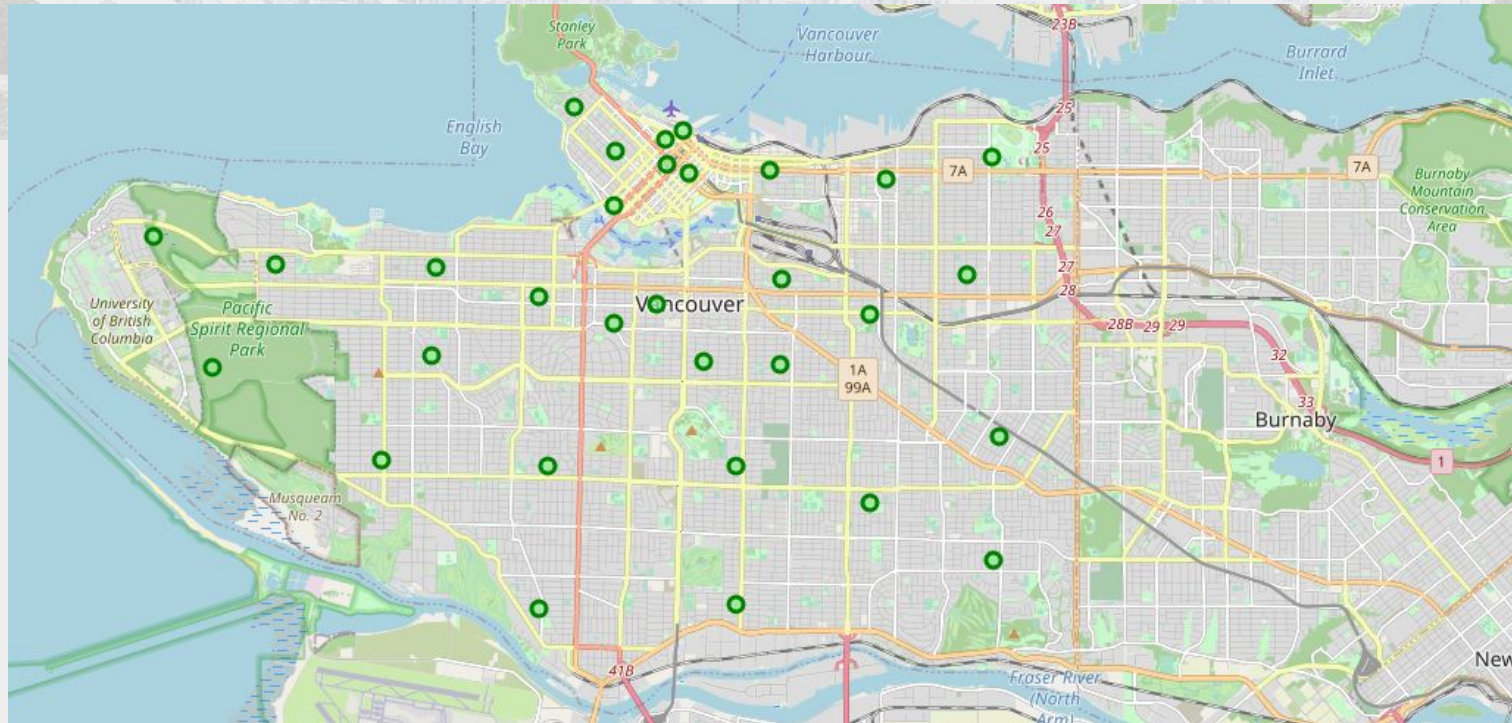 Stanley
Park
Vancouver
Harbour
23B
Burrard
Inlet
25
English
Bay
25
7A
7A
Burnaby
Mountain
Conservation
Area
26
27
University
of British
Columbia
Pacific
Spirit Regional
Park
Vancouver
27
28
28B
29
29
32
33
1A
99A
Burnaby
1
Musqueam
No. 2
41B
Fraser River
(North
Arm)
New